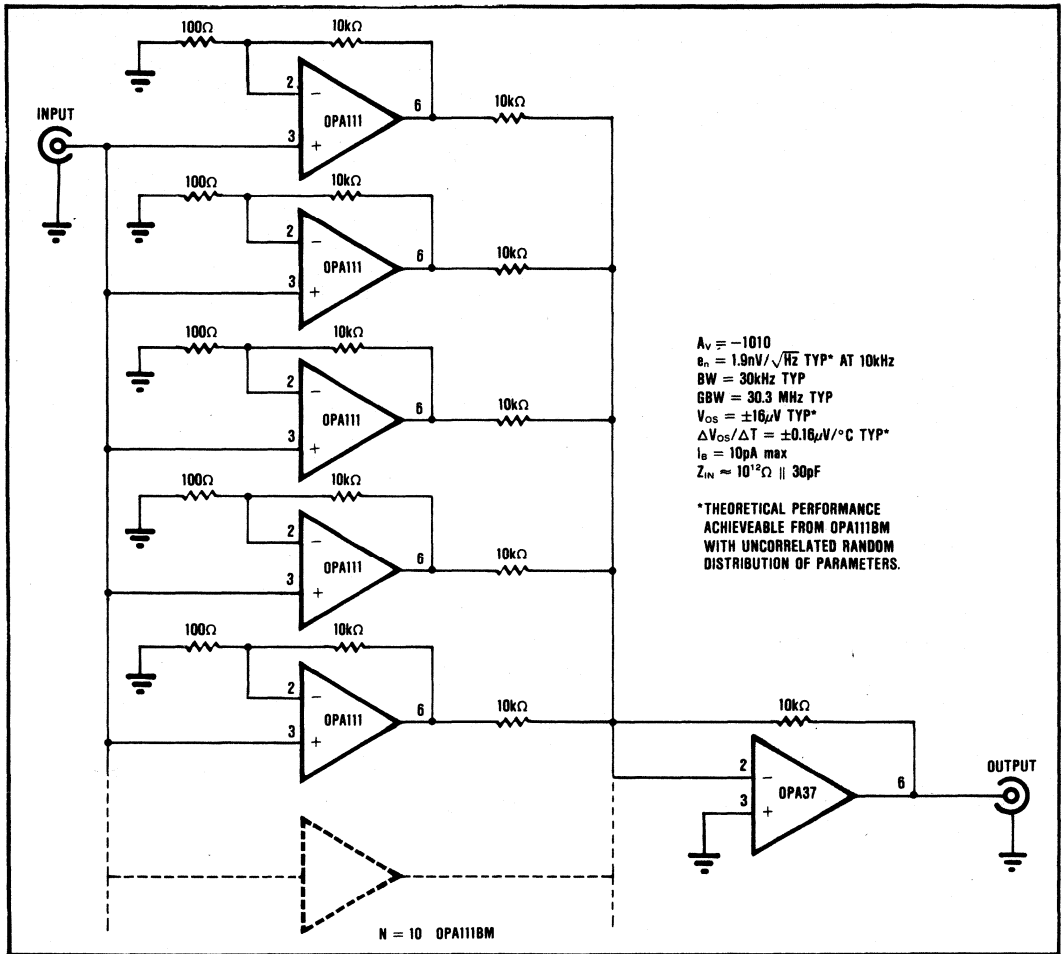 100Ω 10kΩ
2
−
6
10kΩ
INPUT
OPA111
3
+
100Ω 10kΩ
2
−
6
10kΩ
OPA111
3
+
100Ω 10kΩ
2
−
6
10kΩ
OPA111
3
+
100Ω 10kΩ
2
−
6
10kΩ
OPA111
3
+
100Ω 10kΩ
2
−
6
10kΩ
OPA111
3
+
10kΩ
2
−
6
OPA37
3
+
OUTPUT
Aᵥ = −1010
eₙ = 1.9nV/√Hz TYP* AT 10kHz
BW = 30kHz TYP
GBW = 30.3 MHz TYP
V_OS = ±16µV TYP*
ΔV_OS/ΔT = ±0.16µV/°C TYP*
I_B = 10pA max
Z_IN ≈ 10¹²Ω || 30pF
*THEORETICAL PERFORMANCE
ACHIEVEABLE FROM OPA111BM
WITH UNCORRELATED RANDOM
DISTRIBUTION OF PARAMETERS.
N = 10 OPA111BM